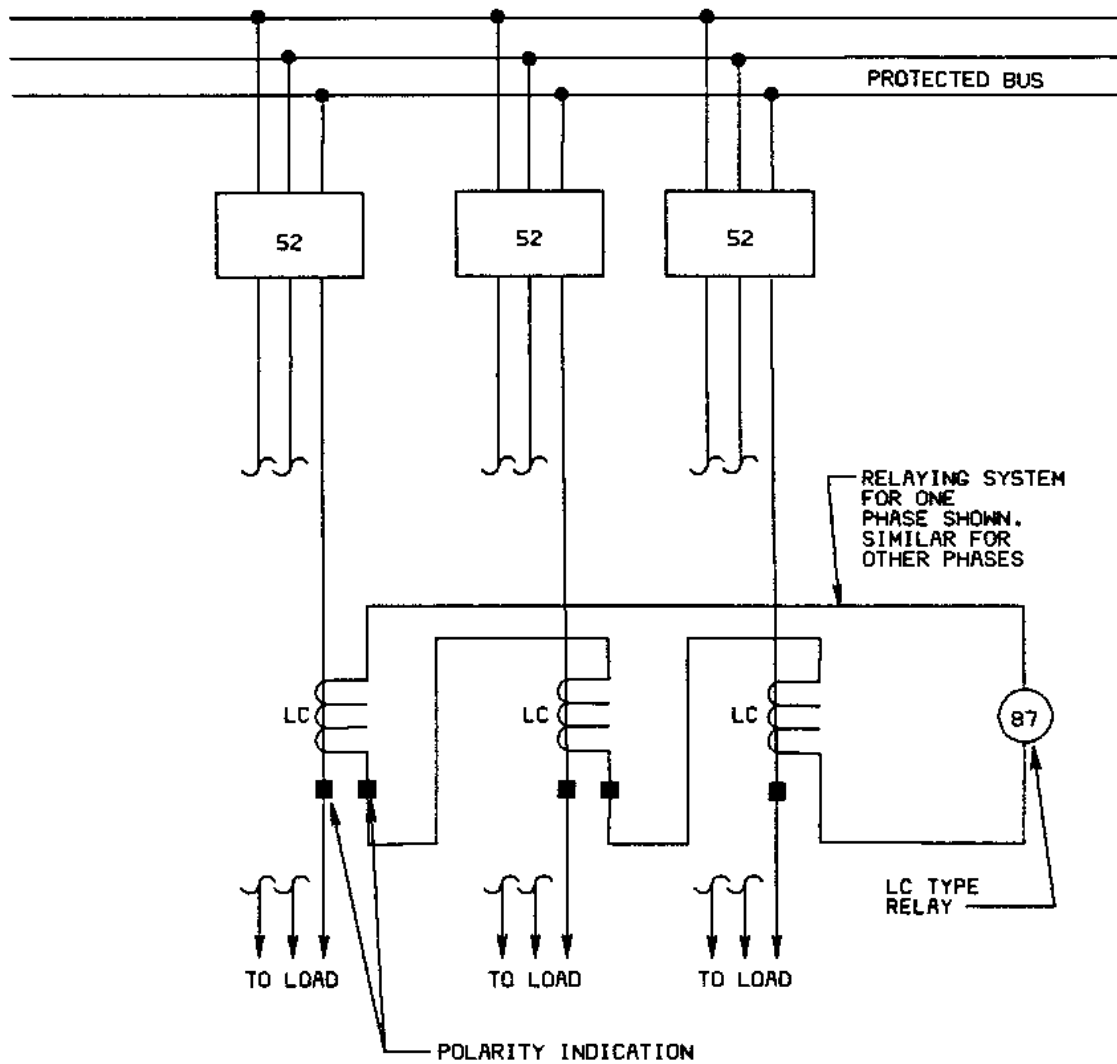 PROTECTED BUS
52
52
52
RELAYING SYSTEM
FOR ONE
PHASE SHOWN.
SIMILAR FOR
OTHER PHASES
LC
LC
LC
87
LC TYPE
RELAY
TO LOAD
TO LOAD
TO LOAD
POLARITY INDICATION